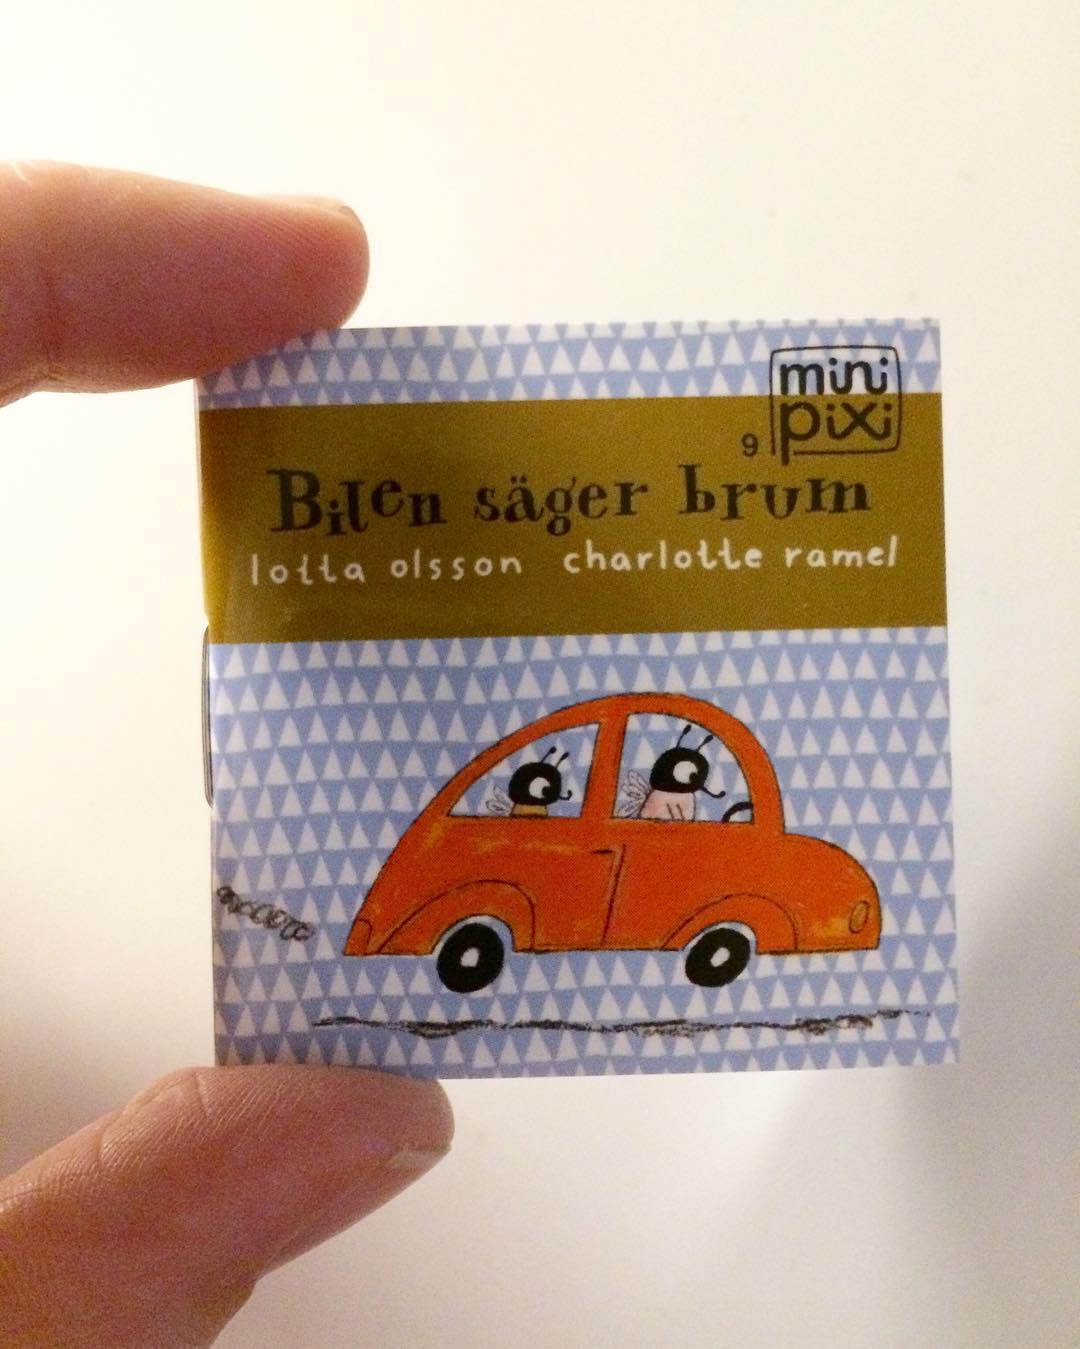 mini
pixi
9
Bilen säger brum
lotta olsson charlotte ramel